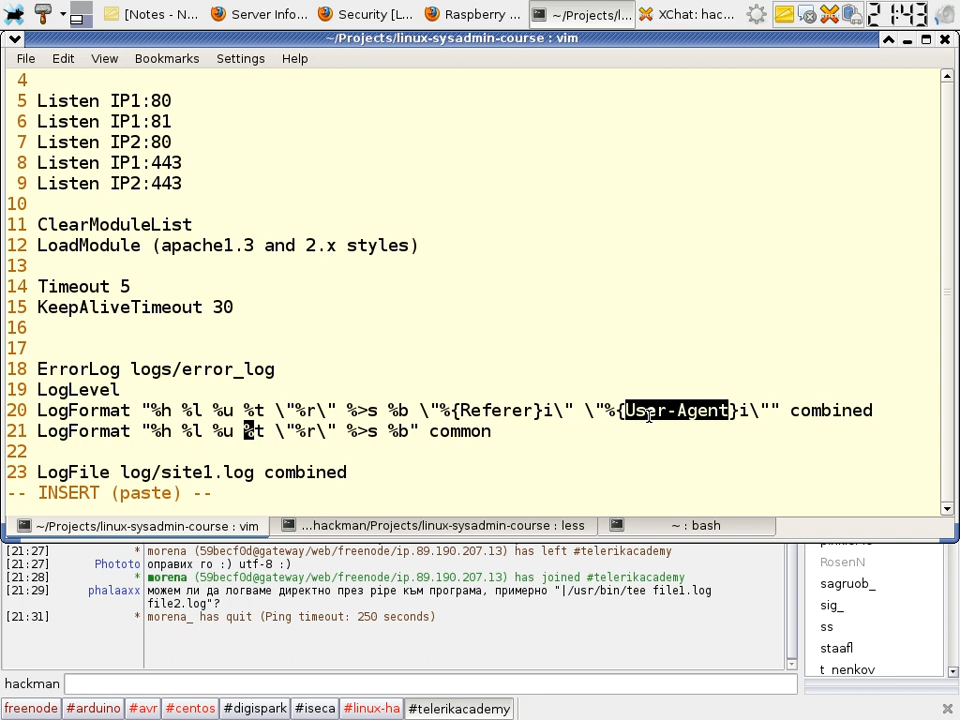 [Notes - N...
Server Info...
Security [L...
Raspberry ...
~/Projects/l...
XChat: hac...
21:43
~/Projects/linux-sysadmin-course : vim
File Edit View Bookmarks Settings Help
4
5 Listen IP1:80
6 Listen IP1:81
7 Listen IP2:80
8 Listen IP1:443
9 Listen IP2:443
10
11 ClearModuleList
12 LoadModule (apache1.3 and 2.x styles)
13
14 Timeout 5
15 KeepAliveTimeout 30
16
17
18 ErrorLog logs/error_log
19 LogLevel
20 LogFormat "%h %l %u %t \"%r\" %>s %b \"%{Referer}i\" \"%{User-Agent}i\"" combined
21 LogFormat "%h %l %u %t \"%r\" %>s %b" common
22
23 LogFile log/site1.log combined
-- INSERT (paste) --
~/Projects/linux-sysadmin-course : vim
...hackman/Projects/linux-sysadmin-course : less
~ : bash
[21:27] * morena (59becf0d@gateway/web/freenode/ip.89.190.207.13) has left #telerikacademy
[21:27] Phototo оправих го :) utf-8 :)
[21:28] * morena (59becf0d@gateway/web/freenode/ip.89.190.207.13) has joined #telerikacademy
[21:29] phalaaxx можем ли да логваме директно през pipe към програма, примерно "|/usr/bin/tee file1.log
file2.log"?
[21:31] * morena_ has quit (Ping timeout: 250 seconds)
RosenN
sagruob_
sig_
ss
staafl
t_nenkov
hackman
freenode #arduino #avr #centos #digispark #iseca #linux-ha #telerikacademy